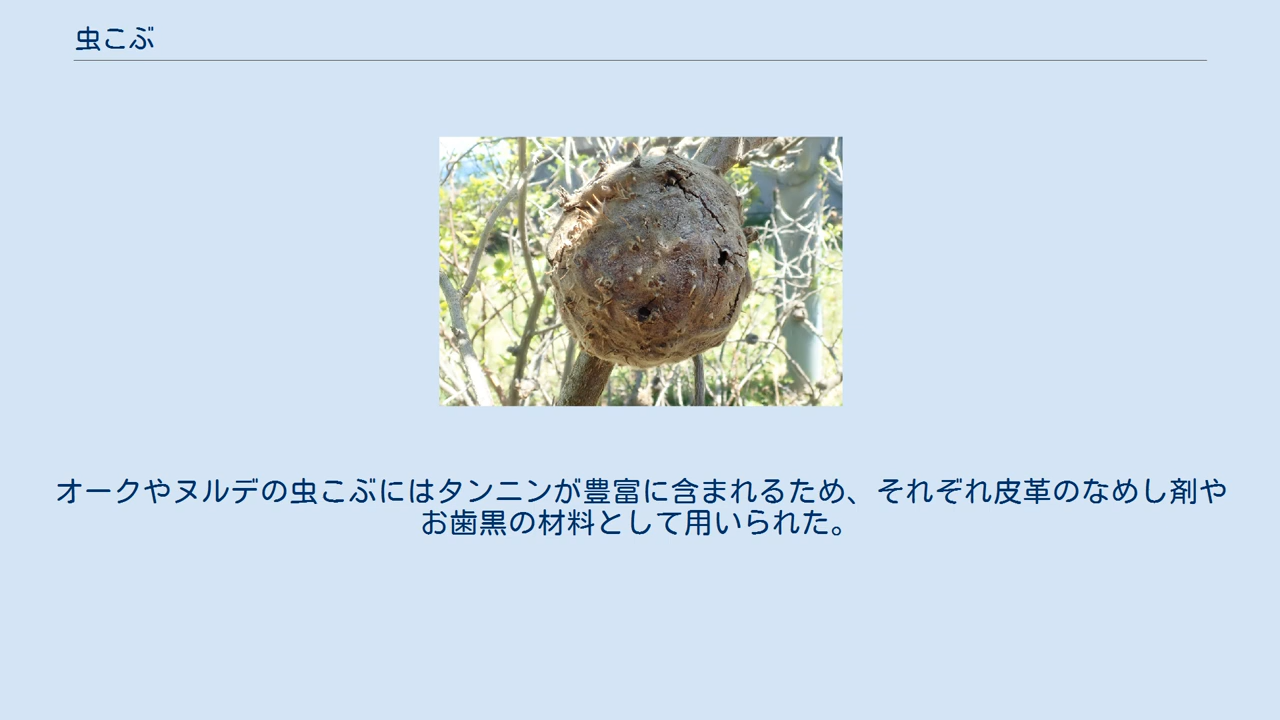 虫こぶ
オークやヌルデの虫こぶにはタンニンが豊富に含まれるため、それぞれ皮革のなめし剤や
お歯黒の材料として用いられた。